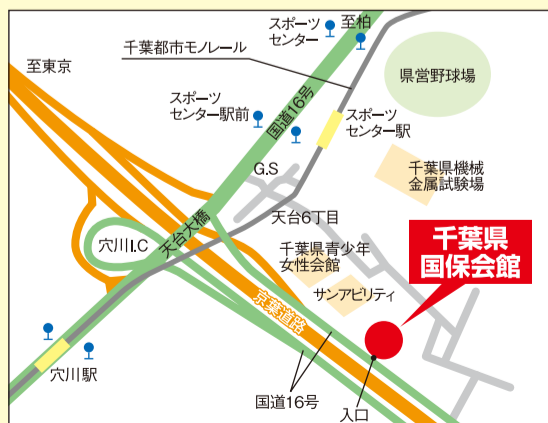 スポーツ
センター
至柏
千葉都市モノレール
至東京
県営野球場
スポーツ
センター駅前
国道16号
スポーツ
センター駅
G.S
千葉県機械
金属試験場
天台6丁目
天台大橋
穴川I.C
千葉県青少年
女性会館
千葉県
国保会館
サンアビリティ
京葉道路
穴川駅
国道16号
入口